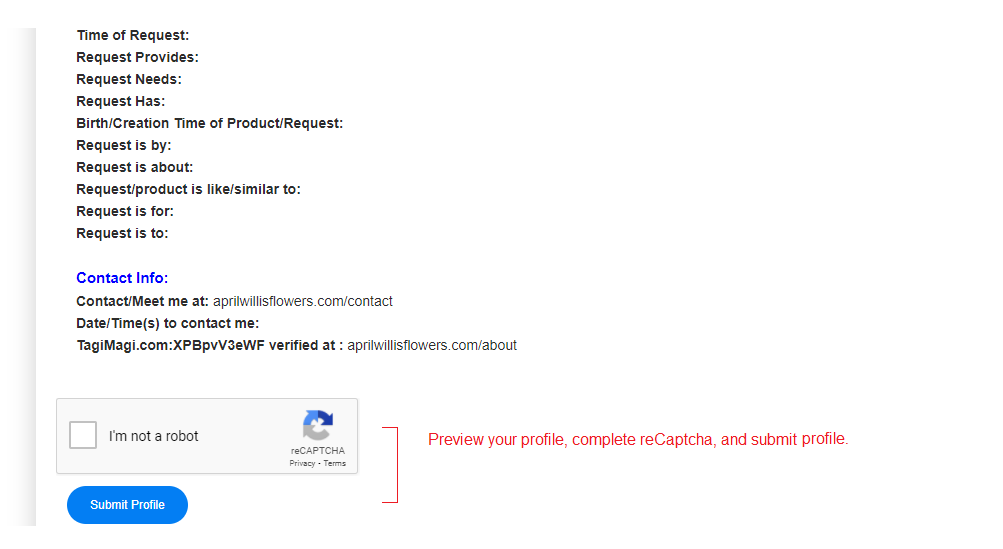 Time of Request:
Request Provides:
Request Needs:
Request Has:
Birth/Creation Time of Product/Request:
Request is by:
Request is about:
Request/product is like/similar to:
Request is for:
Request is to:
Contact Info:
Contact/Meet me at: aprilwillisflowers.com/contact
Date/Time(s) to contact me:
TagiMagi.com:XPBpvV3eWF verified at : aprilwillisflowers.com/about
I'm not a robot
reCAPTCHA
Privacy - Terms
Preview your profile, complete reCaptcha, and submit profile.
Submit Profile